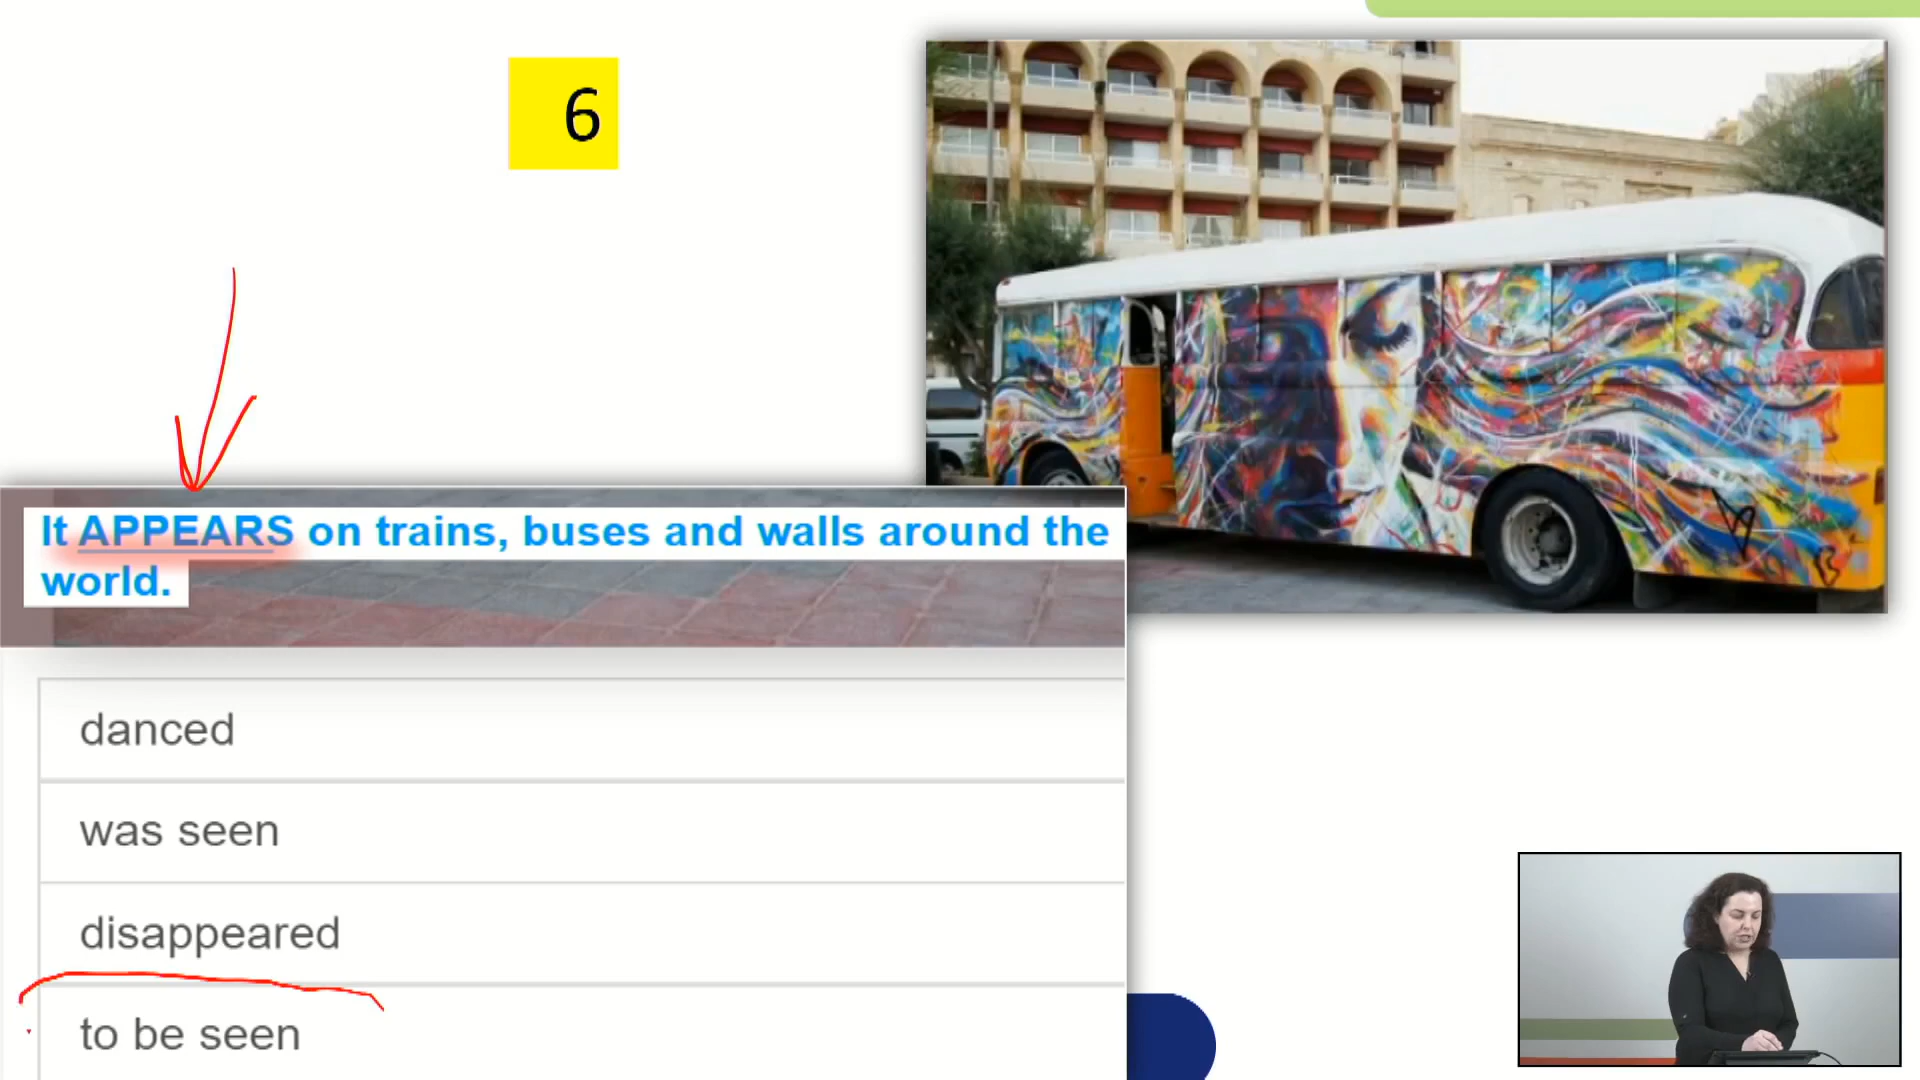 6
It APPEARS on trains, buses and walls around the
world.
danced
was seen
disappeared
to be seen